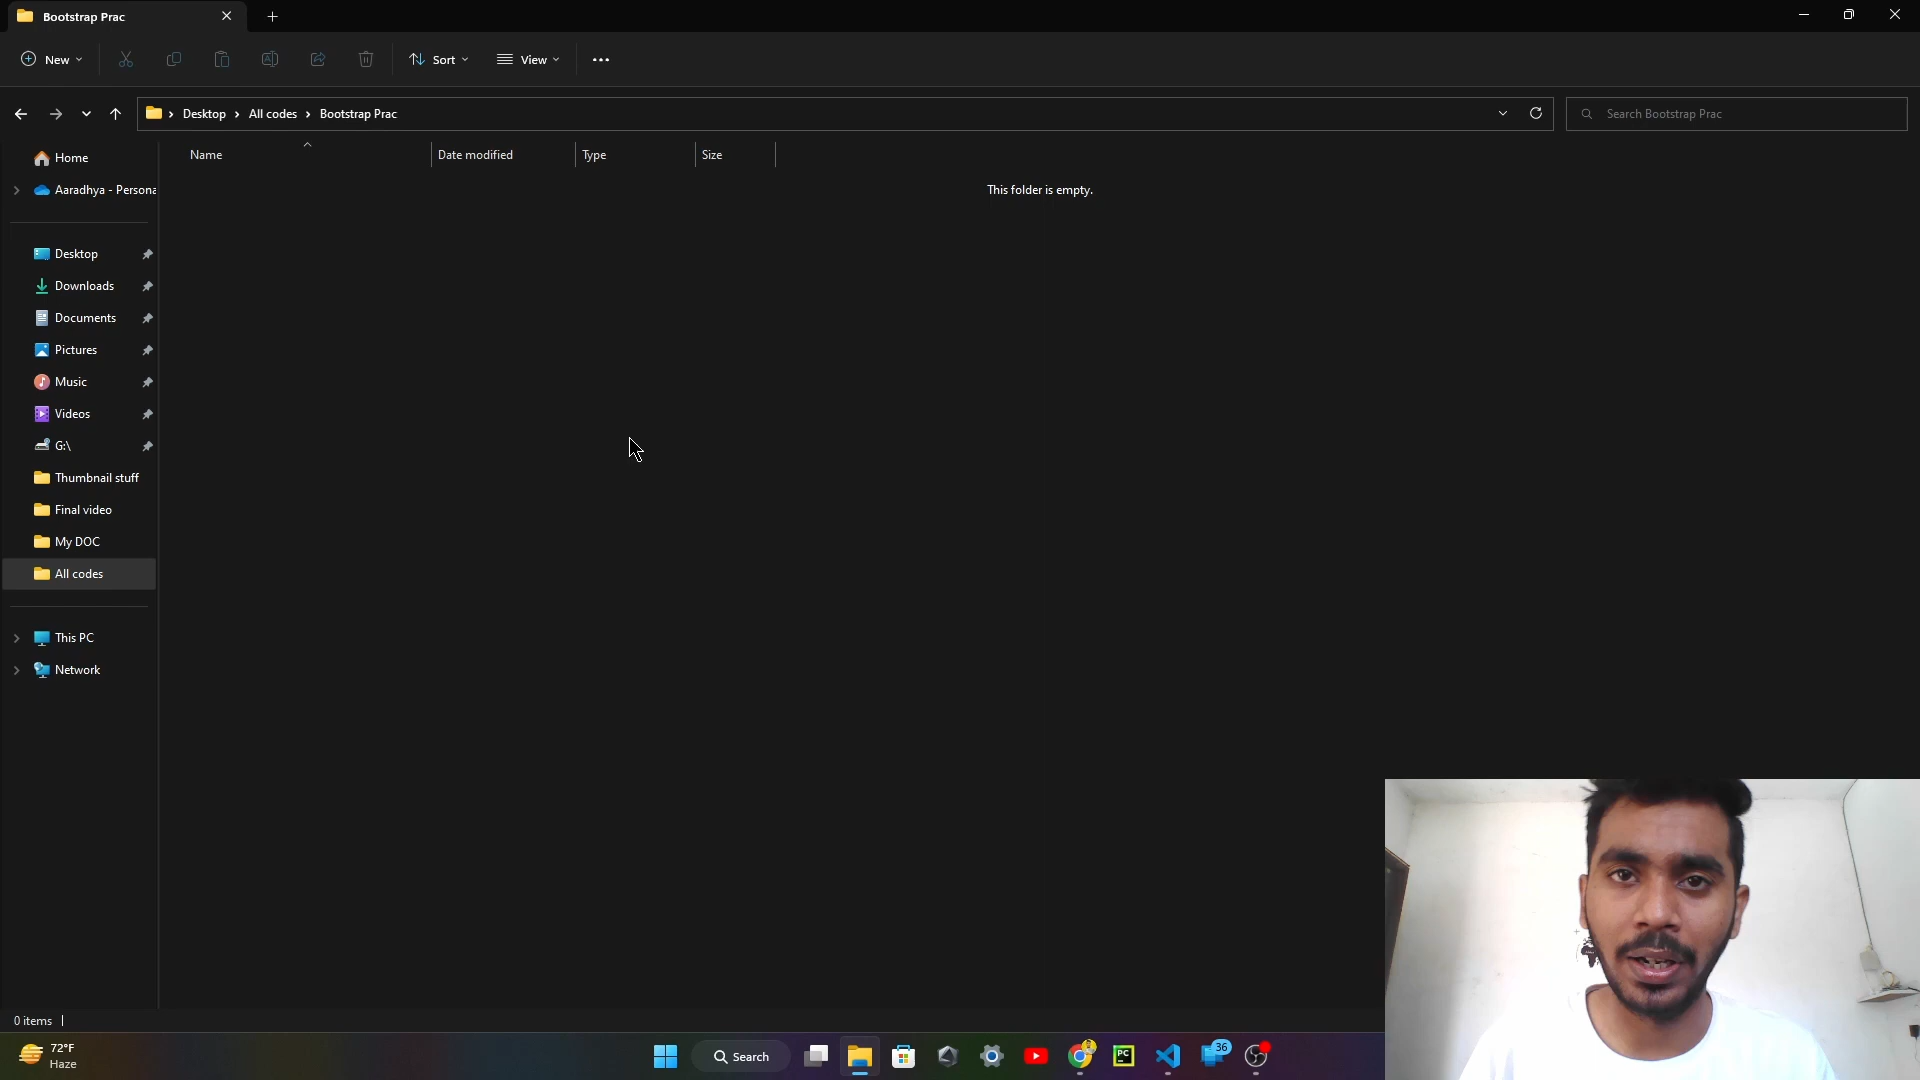 Bootstrap Prac
New
Sort
View
Desktop
All codes
Bootstrap Prac
Search Bootstrap Prac
Name
Date modified
Type
Size
This folder is empty.
Home
Aaradhya - Persona
Desktop
Downloads
Documents
Pictures
Music
Videos
G:\
Thumbnail stuff
Final video
My DOC
All codes
This PC
Network
0 items
72°F
Haze
Search
PC
36